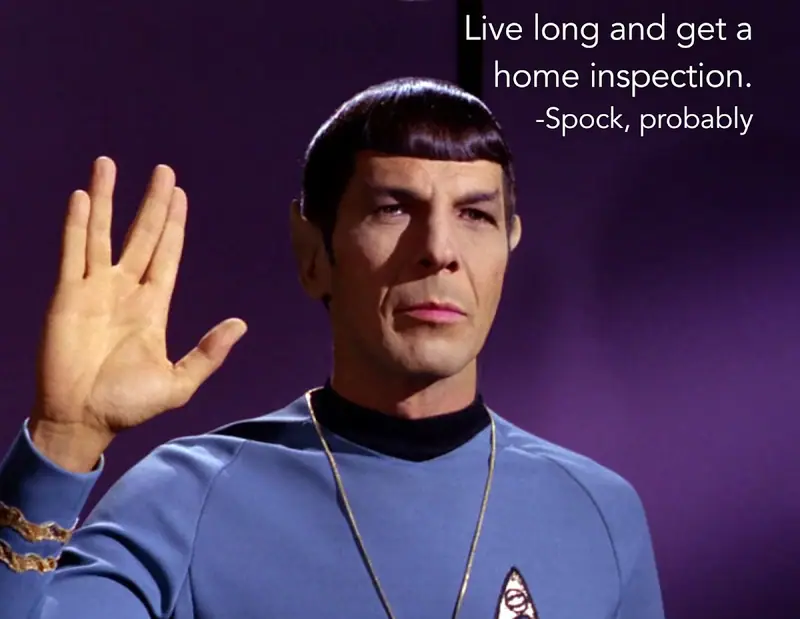 Live long and get a
home inspection.
-Spock, probably